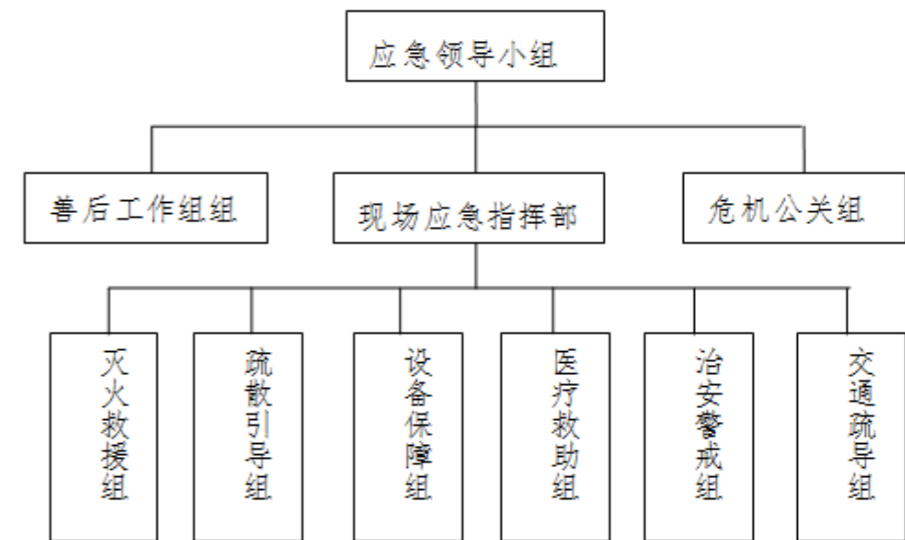 应急领导小组
善后工作组组
现场应急指挥部
危机公关组
灭火救援组
疏散引导组
设备保障组
医疗救助组
治安警戒组
交通疏导组